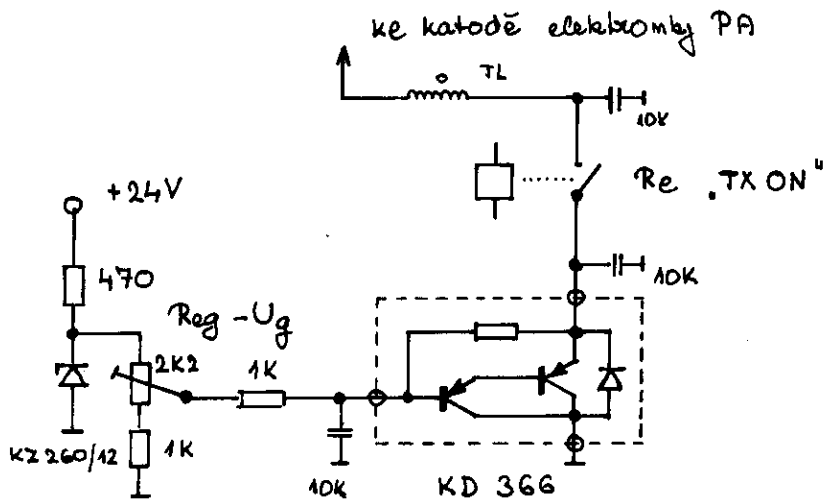 ke katodě elektronky PA
TL
10K
Re „TX ON"
+24V
470
10K
Reg -Ug
2K2
1K
KZ 260/12
1K
10K
KD 366